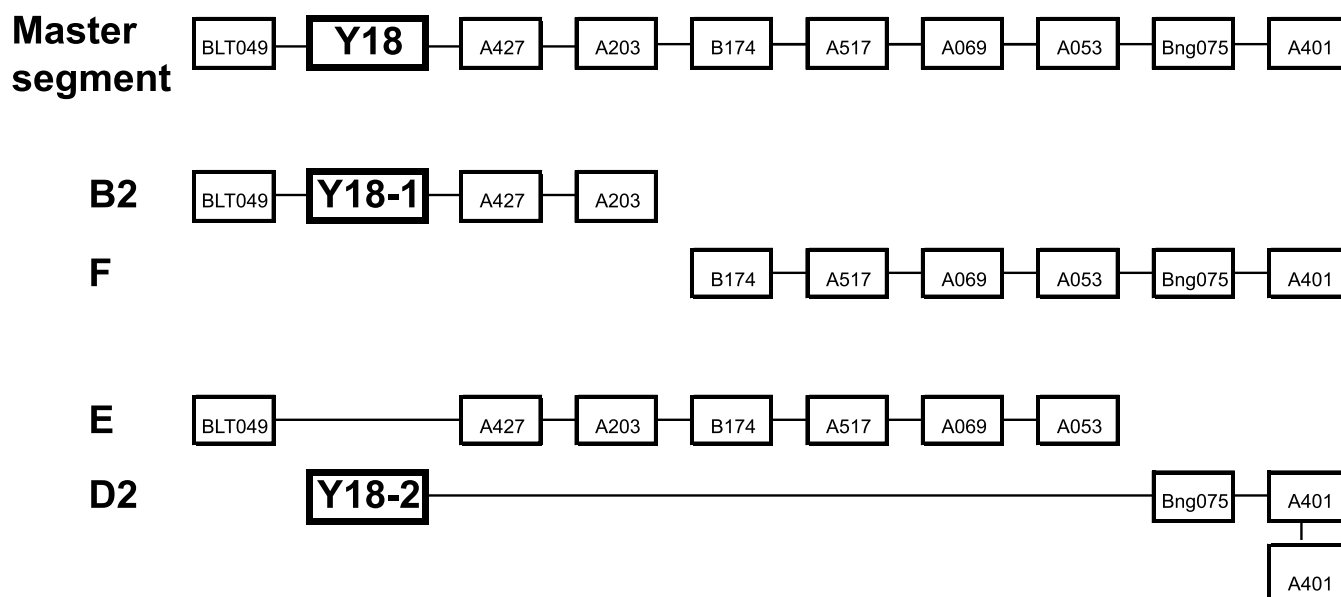 Master segment
BLT049 Y18 A427 A203 B174 A517 A069 A053 Bng075 A401
B2 BLT049 Y18-1 A427 A203
F B174 A517 A069 A053 Bng075 A401
E BLT049 A427 A203 B174 A517 A069 A053
D2 Y18-2 Bng075 A401
A401